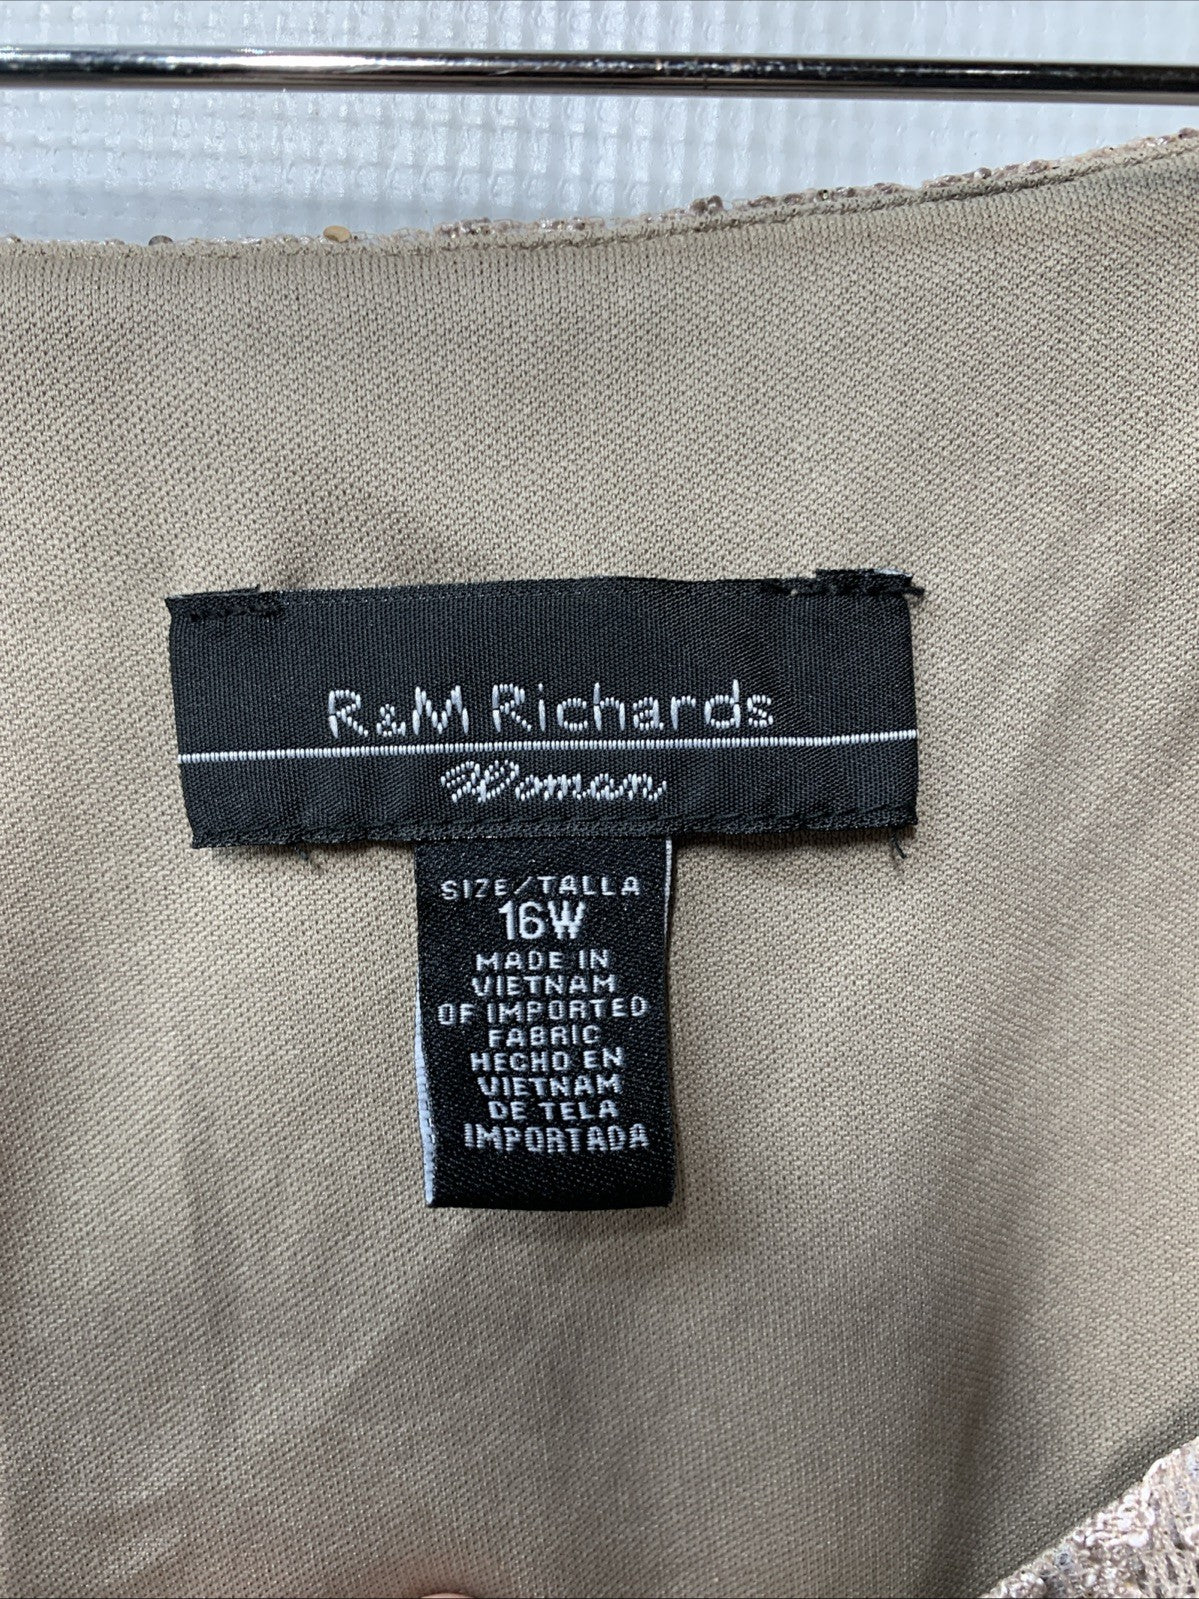 R&M Richards
Woman
SIZE/TALLA
16W
MADE IN
VIETNAM
OF IMPORTED
FABRIC
HECHO EN
VIETNAM
DE TELA
IMPORTADA